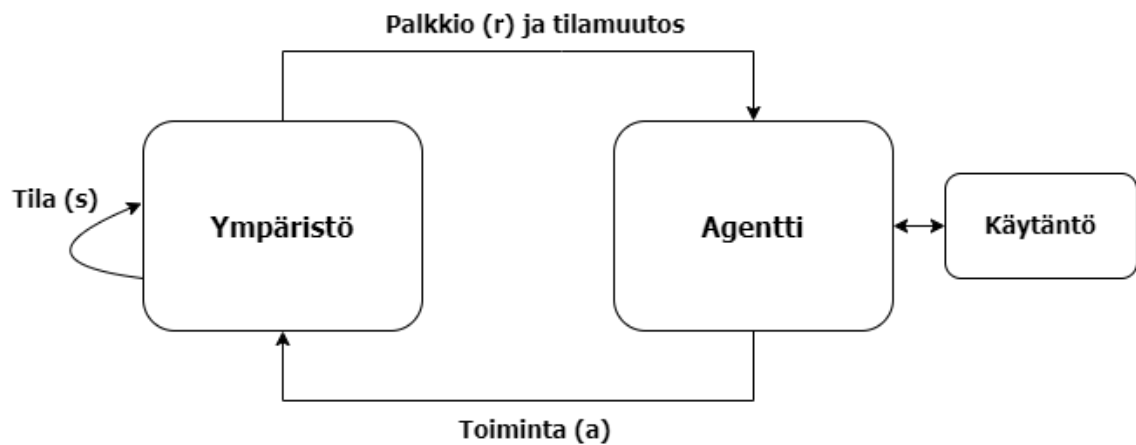 Palkkio (r) ja tilamuutos
Tila (s)
Ympäristö
Agentti
Käytäntö
Toiminta (a)